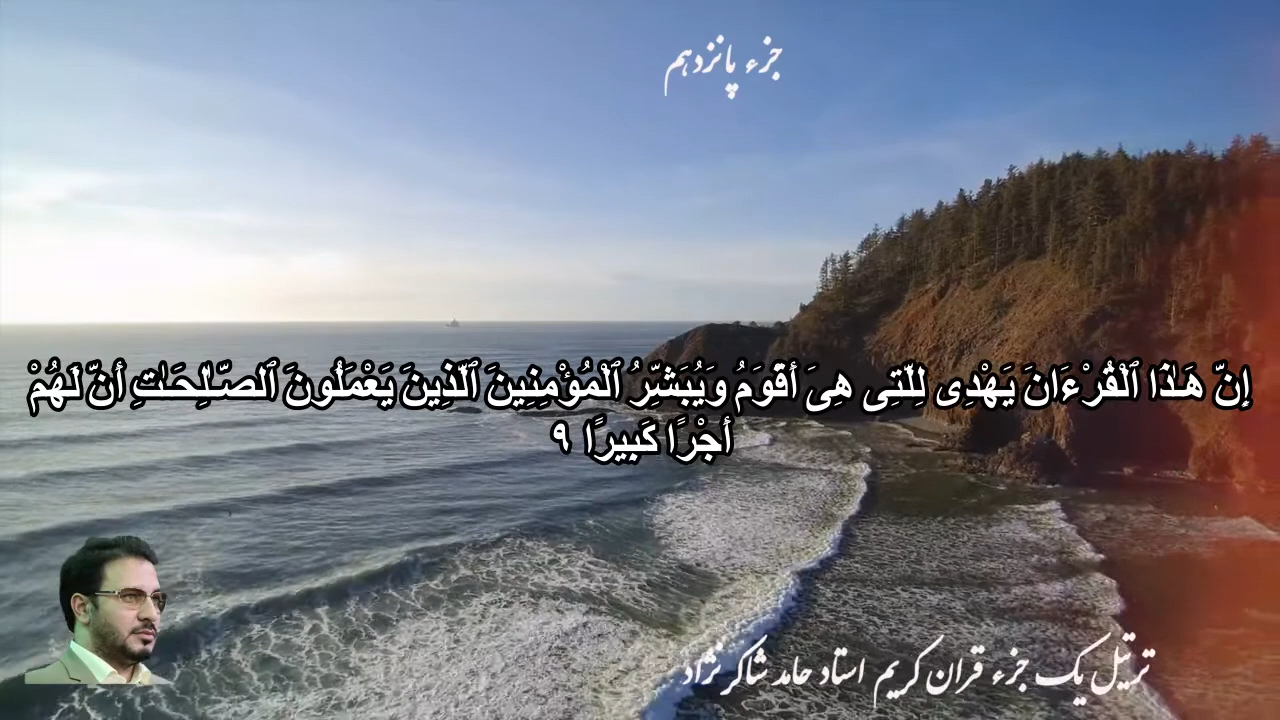 جزء پانزدهم
إِنَّ هَـٰذَا ٱلْقُرْءَانَ يَهْدِى لِلَّتِى هِىَ أَقْوَمُ وَيُبَشِّرُ ٱلْمُؤْمِنِينَ ٱلَّذِينَ يَعْمَلُونَ ٱلصَّـٰلِحَـٰتِ أَنَّ لَهُمْ
أَجْرًا كَبِيرًا ٩
ترتیل یک جزء قران کریم استاد حامد شاکرنژاد